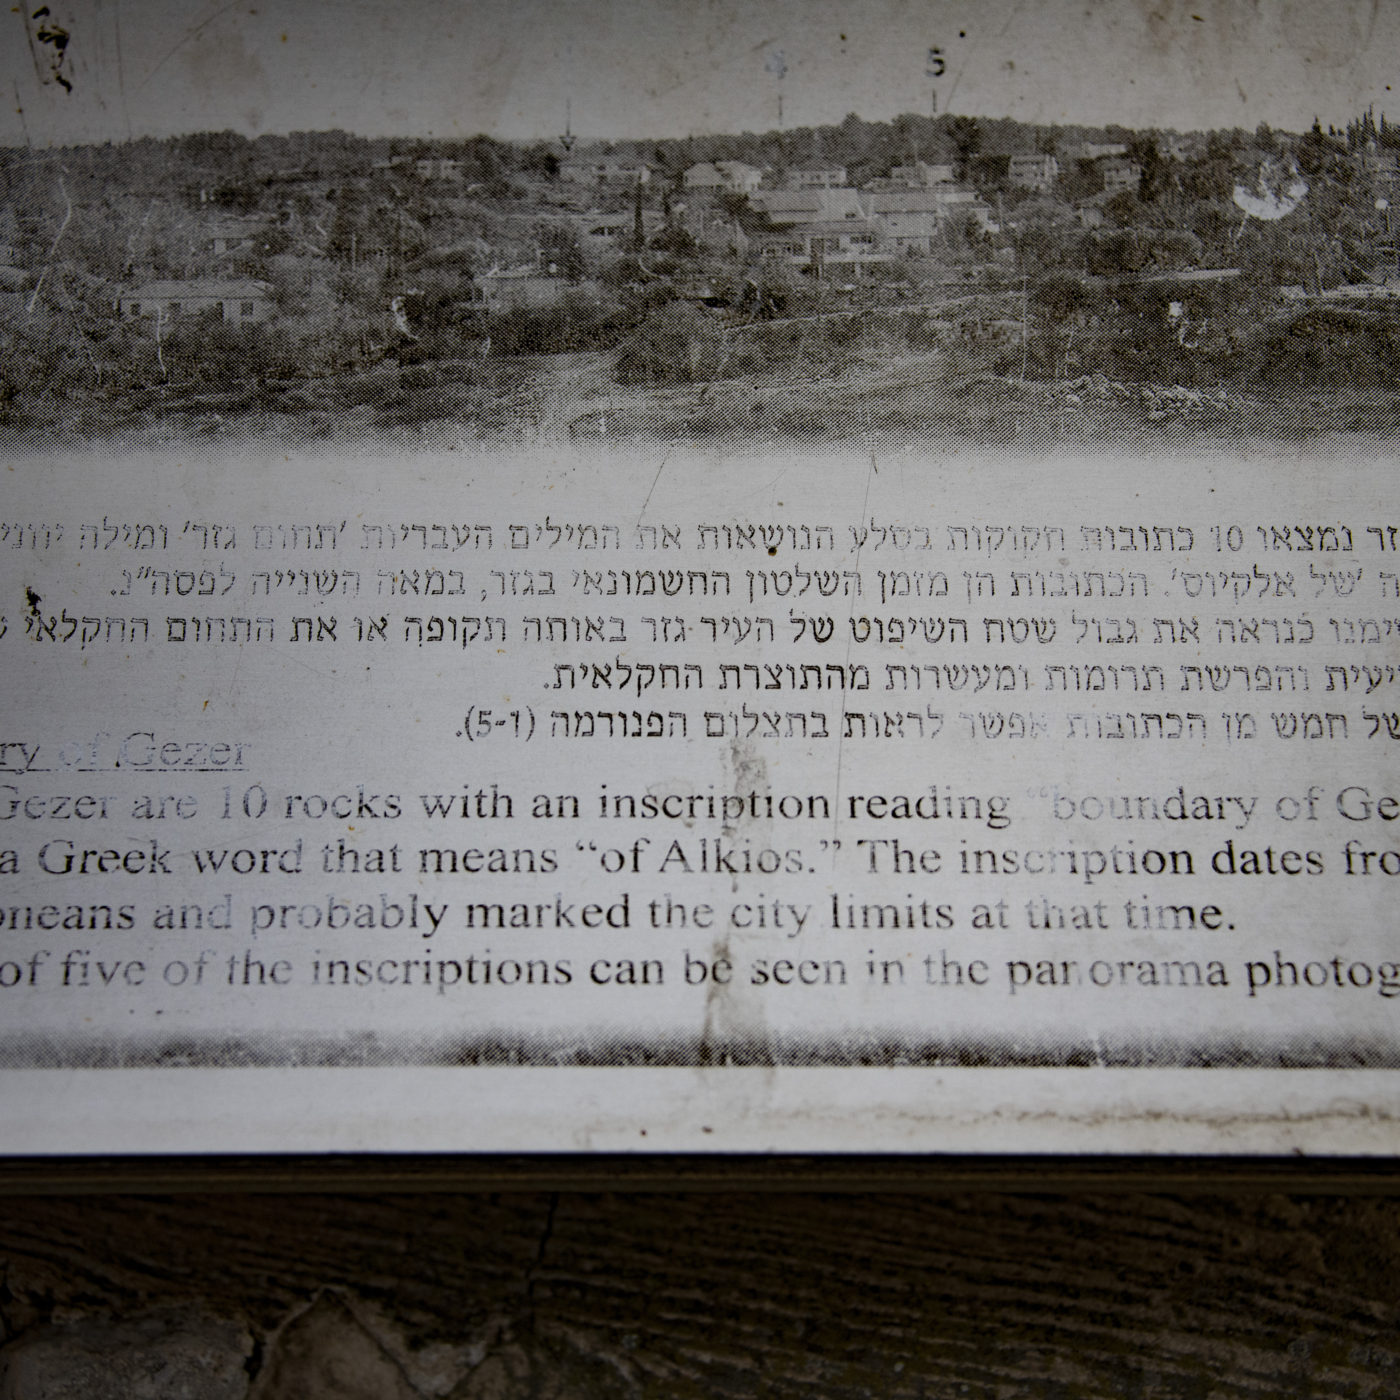 5
נמצאו 10 כתובות חקוקות בסלע הנושאות את המילים העבריות 'תחום גזר' ומילה
'של אלקיוס'. הכתובות הן מזמן השלטון החשמונאי בגזר, במאה השנייה לפסה"נ.
כנראה את גבול שטח השיפוט של העיר גזר באותה תקופה או את התחום החקלאי
והפרשת תרומות ומעשרות מהתוצרת החקלאית.
של חמש מן הכתובות אפשר לראות בתצלום הפנורמה (5-1).
ry of Gezer
Gezer are 10 rocks with an inscription reading "boundary of Ge
a Greek word that means "of Alkios." The inscription dates fro
oneans and probably marked the city limits at that time.
of five of the inscriptions can be seen in the panorama photog